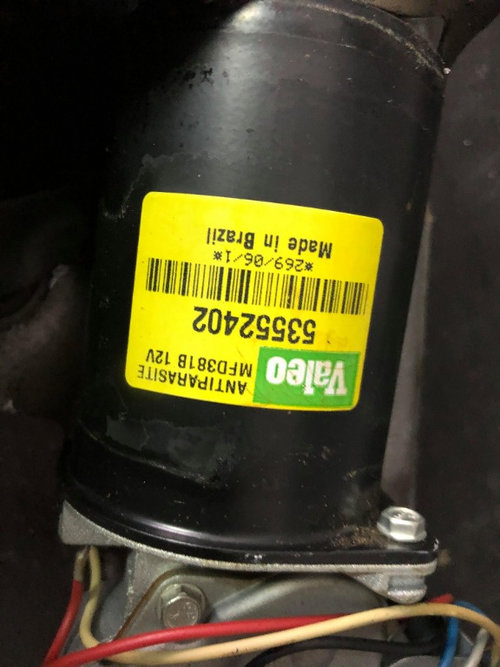 Valeo
ANTIPARASITE
MFD381B 12V
53552402
*269/06/1*
Made in Brazil